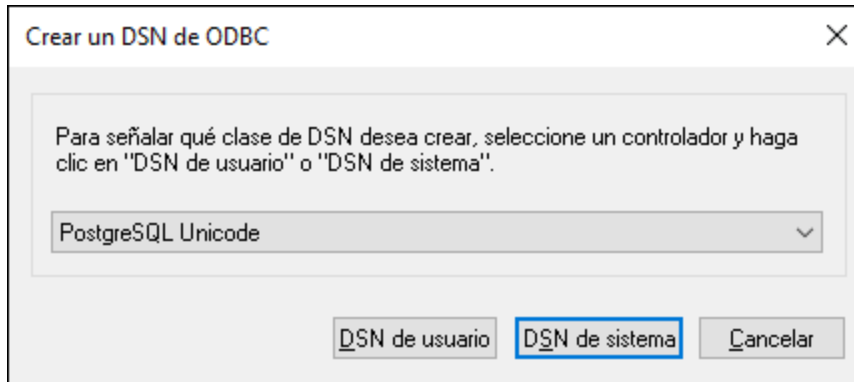 Crear un DSN de ODBC
Para señalar qué clase de DSN desea crear, seleccione un controlador y haga
clic en "DSN de usuario" o "DSN de sistema".
PostgreSQL Unicode
DSN de usuario
DSN de sistema
Cancelar